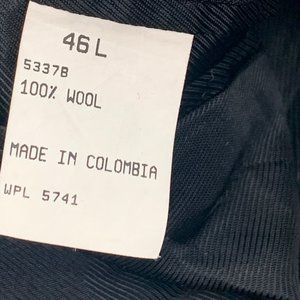 46 L
5337B
100% WOOL
MADE IN COLOMBIA
WPL 5741